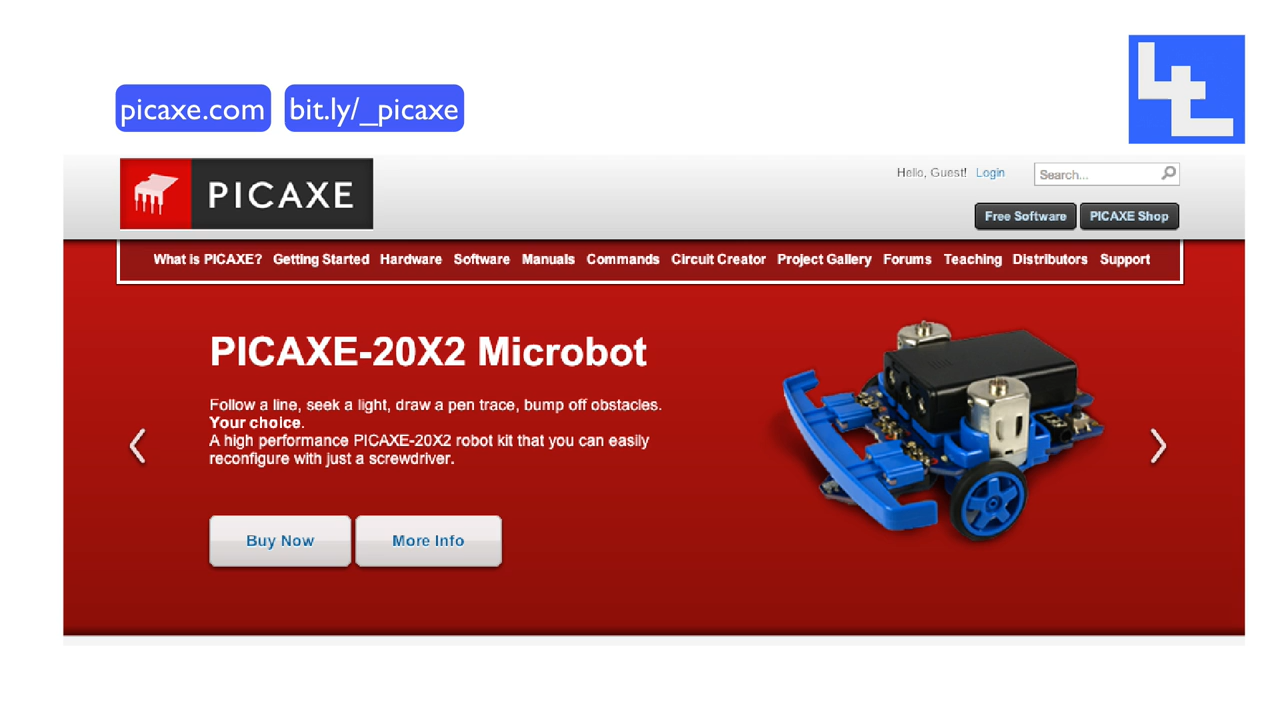 picaxe.com bit.ly/_picaxe
PICAXE
Hello, Guest! Login
Search...
Free Software PICAXE Shop
What is PICAXE? Getting Started Hardware Software Manuals Commands Circuit Creator Project Gallery Forums Teaching Distributors Support
PICAXE-20X2 Microbot
Follow a line, seek a light, draw a pen trace, bump off obstacles.
Your choice.
A high performance PICAXE-20X2 robot kit that you can easily
reconfigure with just a screwdriver.
Buy Now More Info